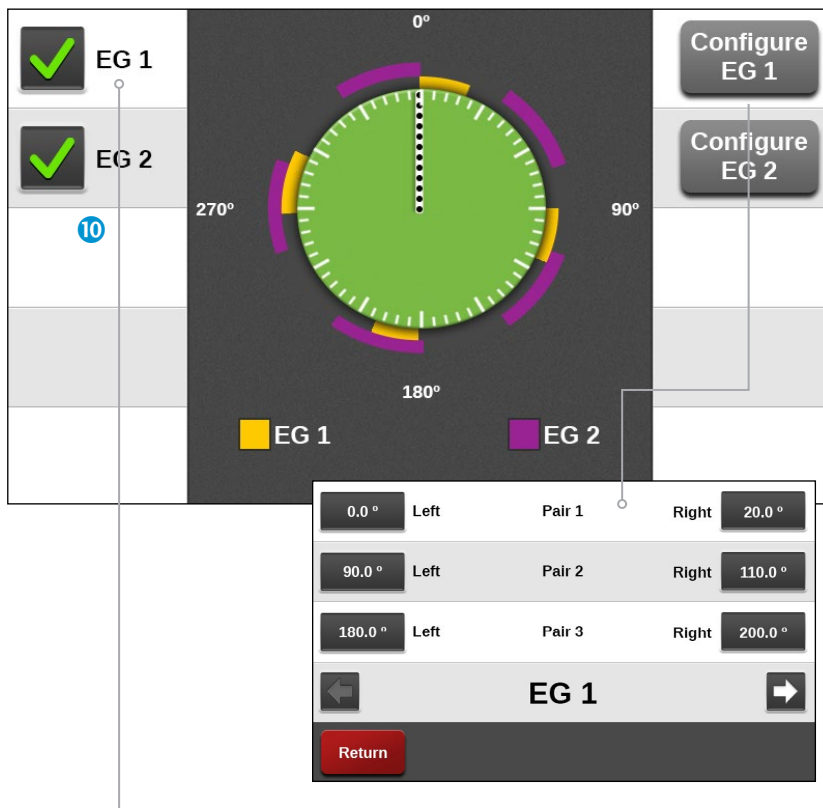 EG 1
EG 2
10
0º
90º
180º
270º
EG 1
EG 2
Configure
EG 1
Configure
EG 2
0.0 º Left Pair 1 Right 20.0 º
90.0 º Left Pair 2 Right 110.0 º
180.0 º Left Pair 3 Right 200.0 º
EG 1
Return